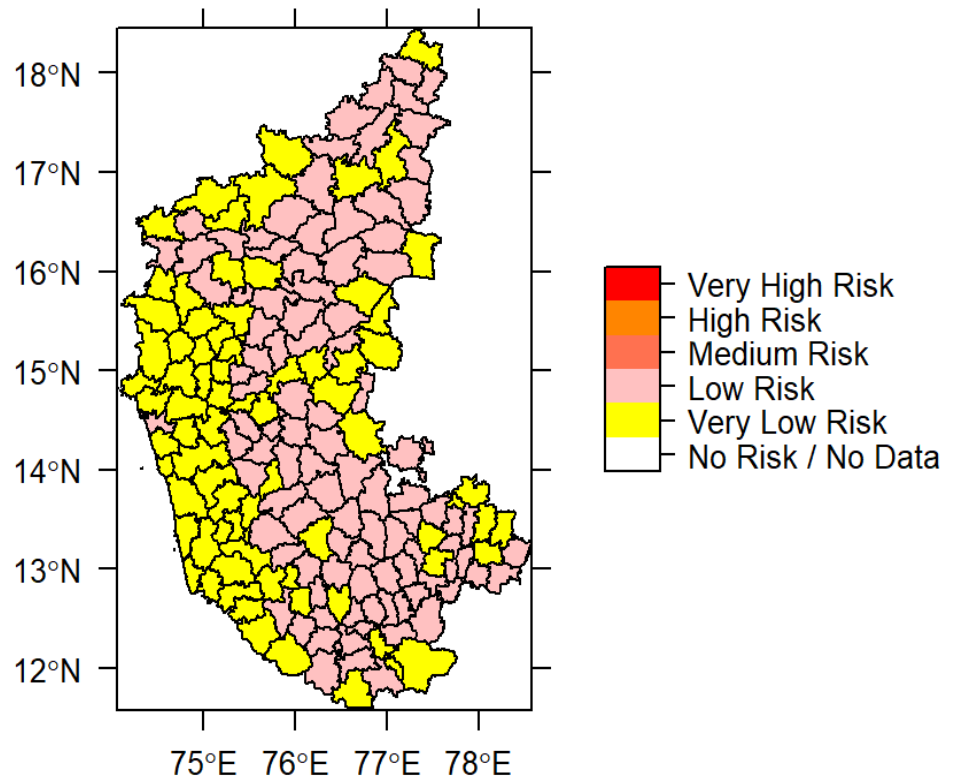 18°N
17°N
16°N
15°N
14°N
13°N
12°N
75°E 76°E 77°E 78°E
Very High Risk
High Risk
Medium Risk
Low Risk
Very Low Risk
No Risk / No Data